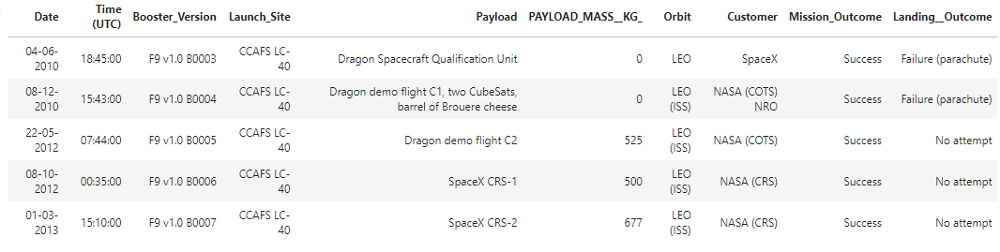 Date Time (UTC) Booster_Version Launch_Site Payload PAYLOAD_MASS__KG_ Orbit Customer Mission_Outcome Landing__Outcome
04-06-2010 18:45:00 F9 v1.0 B0003 CCAFS LC-40 Dragon Spacecraft Qualification Unit 0 LEO SpaceX Success Failure (parachute)
08-12-2010 15:43:00 F9 v1.0 B0004 CCAFS LC-40 Dragon demo flight C1, two CubeSats, barrel of Brouere cheese 0 LEO (ISS) NASA (COTS) NRO Success Failure (parachute)
22-05-2012 07:44:00 F9 v1.0 B0005 CCAFS LC-40 Dragon demo flight C2 525 LEO (ISS) NASA (COTS) Success No attempt
08-10-2012 00:35:00 F9 v1.0 B0006 CCAFS LC-40 SpaceX CRS-1 500 LEO (ISS) NASA (CRS) Success No attempt
01-03-2013 15:10:00 F9 v1.0 B0007 CCAFS LC-40 SpaceX CRS-2 677 LEO (ISS) NASA (CRS) Success No attempt